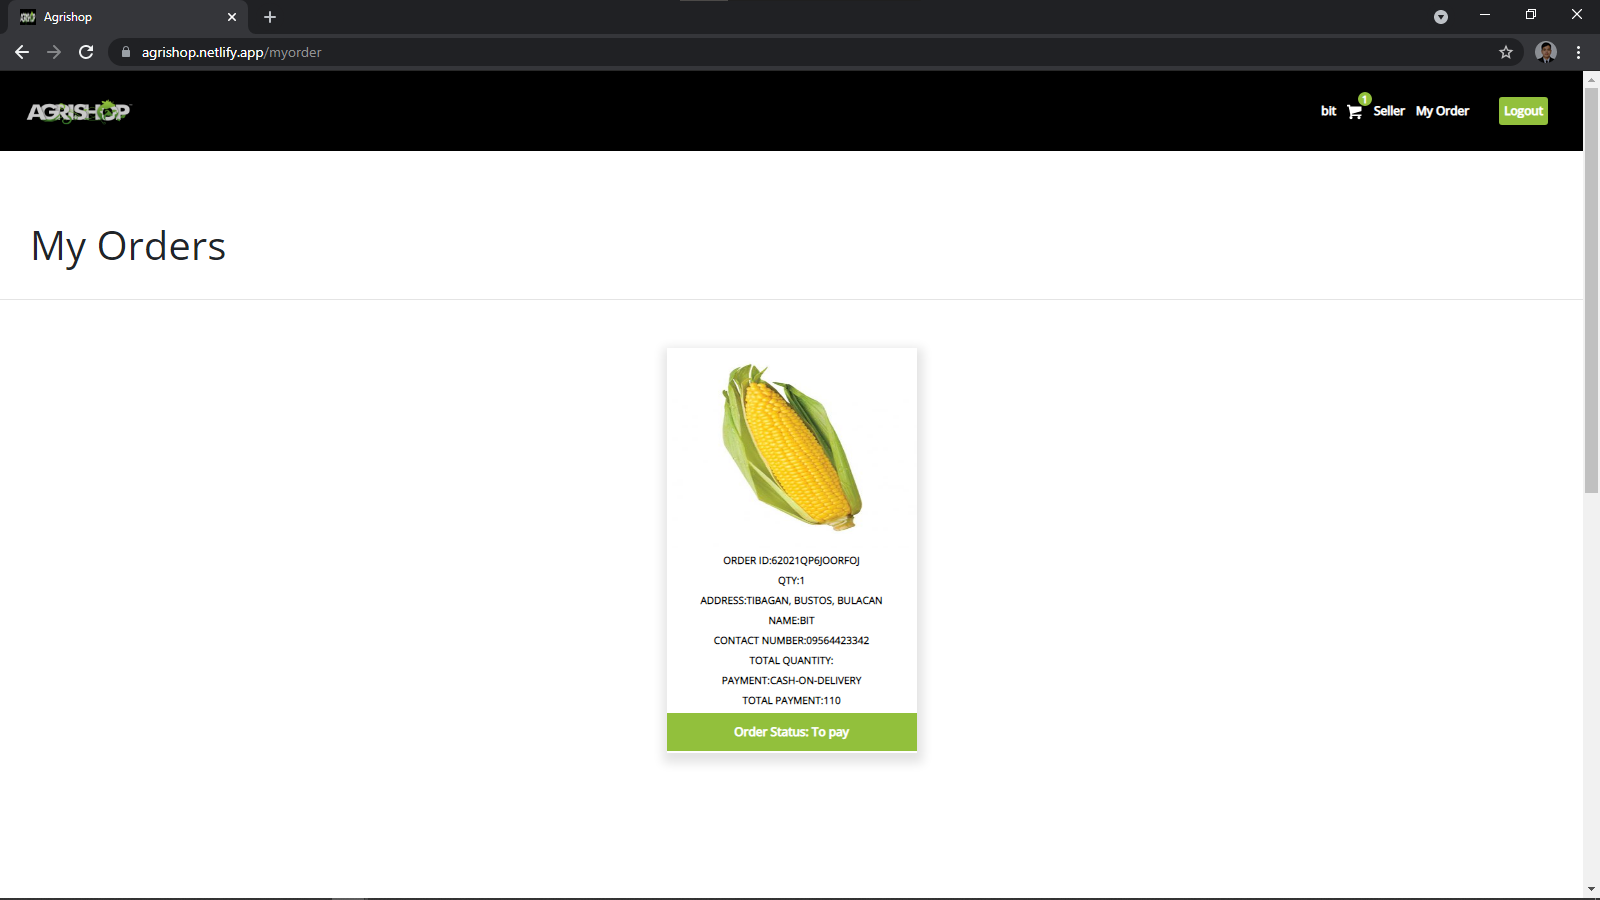 Agrishop
agrishop.netlify.app/myorder
AGRISHOP
bit
1
Seller
My Order
Logout
My Orders
ORDER ID:62021QP6JOORFOJ
QTY:1
ADDRESS:TIBAGAN, BUSTOS, BULACAN
NAME:BIT
CONTACT NUMBER:09564423342
TOTAL QUANTITY:
PAYMENT:CASH-ON-DELIVERY
TOTAL PAYMENT:110
Order Status: To pay